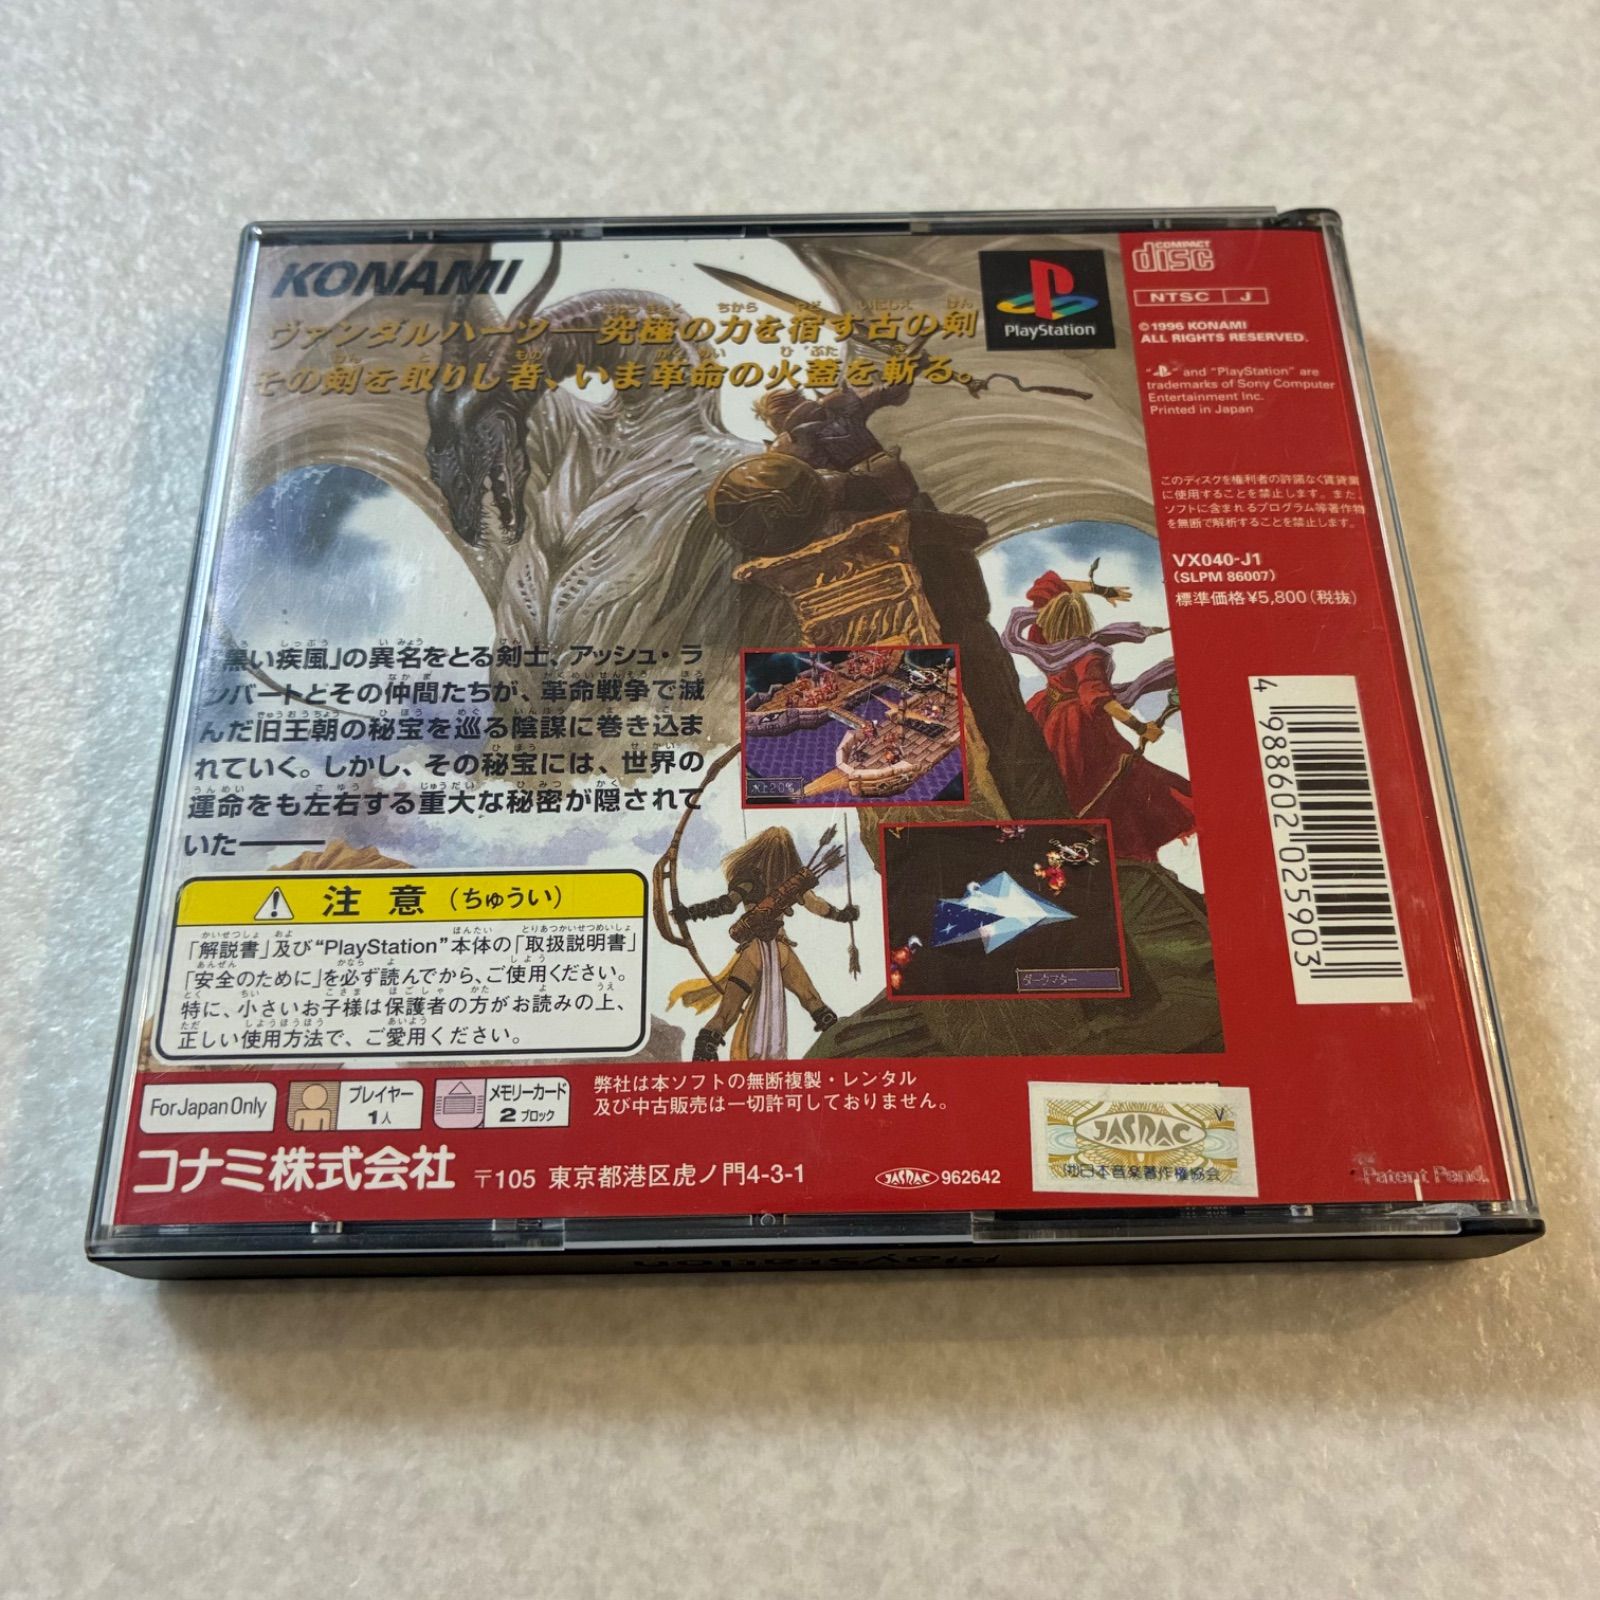 KONAMI
ヴァンダルハーツ—究極の力を宿す古の剣
その剣を取りし者、いま革命の火蓋を斬る。
PlayStation
COMPACT
disc
NTSC J
©1996 KONAMI
ALL RIGHTS RESERVED.
" " and "PlayStation" are
trademarks of Sony Computer
Entertainment Inc.
Printed in Japan
このディスクを権利者の許諾なく賃貸業
に使用することを禁止します。また、
ソフトに含まれるプログラム等著作物
を無断で解析することを禁止します。
VX040-J1
(SLPM 86007)
標準価格¥5,800(税抜)
4 988602 025903
黒い疾風」の異名をとる剣士、アッシュ・ラ
ンバートとその仲間たちが、革命戦争で滅
んだ旧王朝の秘宝を巡る陰謀に巻き込ま
れていく。しかし、その秘宝には、世界の
運命をも左右する重大な秘密が隠されて
いた——
水上20%
ダークマター
注意(ちゅうい)
「解説書」及び“PlayStation”本体の「取扱説明書」
「安全のために」を必ず読んでから、ご使用ください。
特に、小さいお子様は保護者の方がお読みの上、
正しい使用方法で、ご愛用ください。
For Japan Only
プレイヤー
1人
メモリーカード
2ブロック
弊社は本ソフトの無断複製・レンタル
及び中古販売は一切許可しておりません。
コナミ株式会社
〒105 東京都港区虎ノ門4-3-1
JASRAC 962642
V
JASRAC
(社)日本音楽著作権協会
Patent Pend.
PlayStation